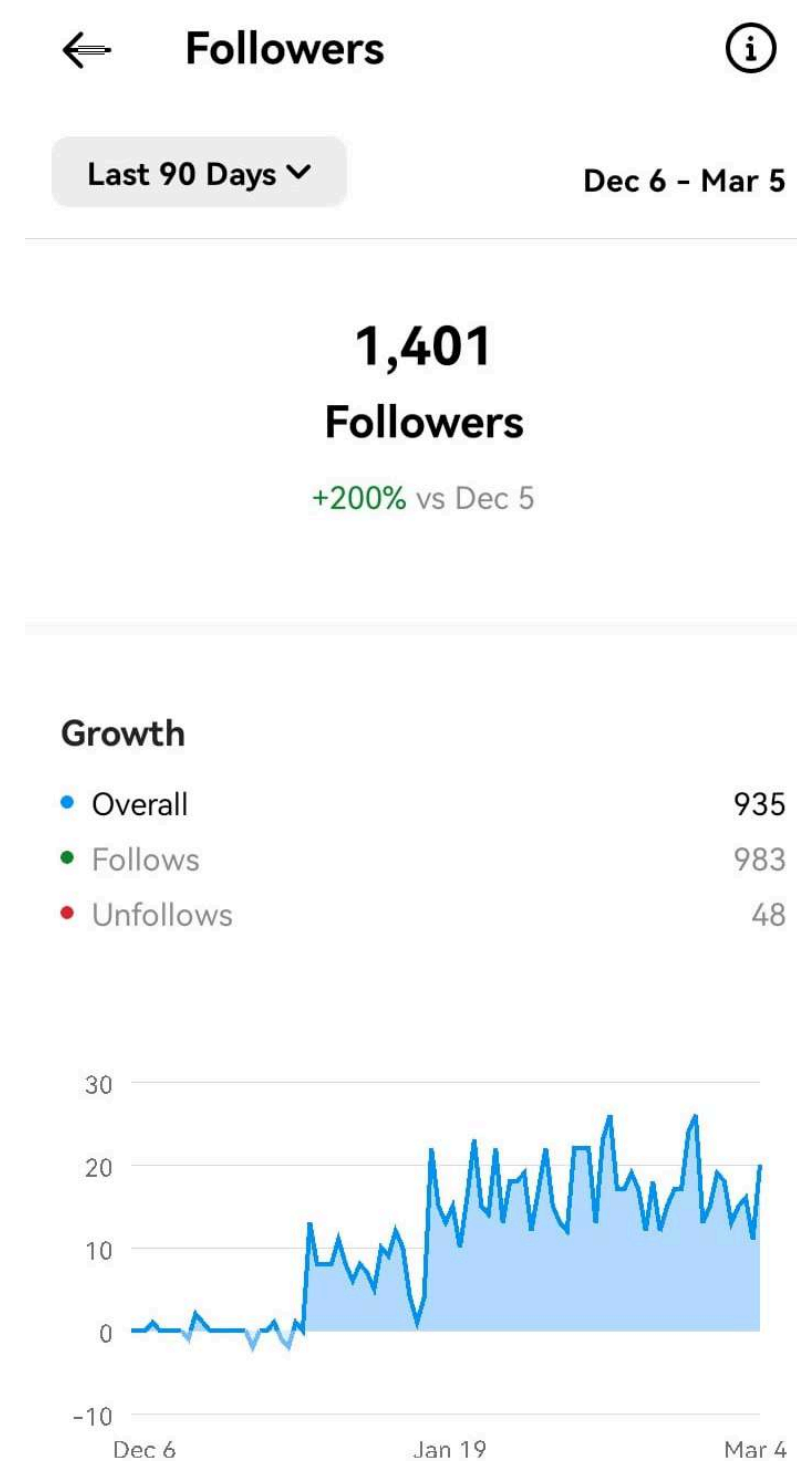 Followers
Last 90 Days
Dec 6 - Mar 5
1,401
Followers
+200% vs Dec 5
Growth
Overall 935
Follows 983
Unfollows 48
30
20
10
0
-10
Dec 6 Jan 19 Mar 4